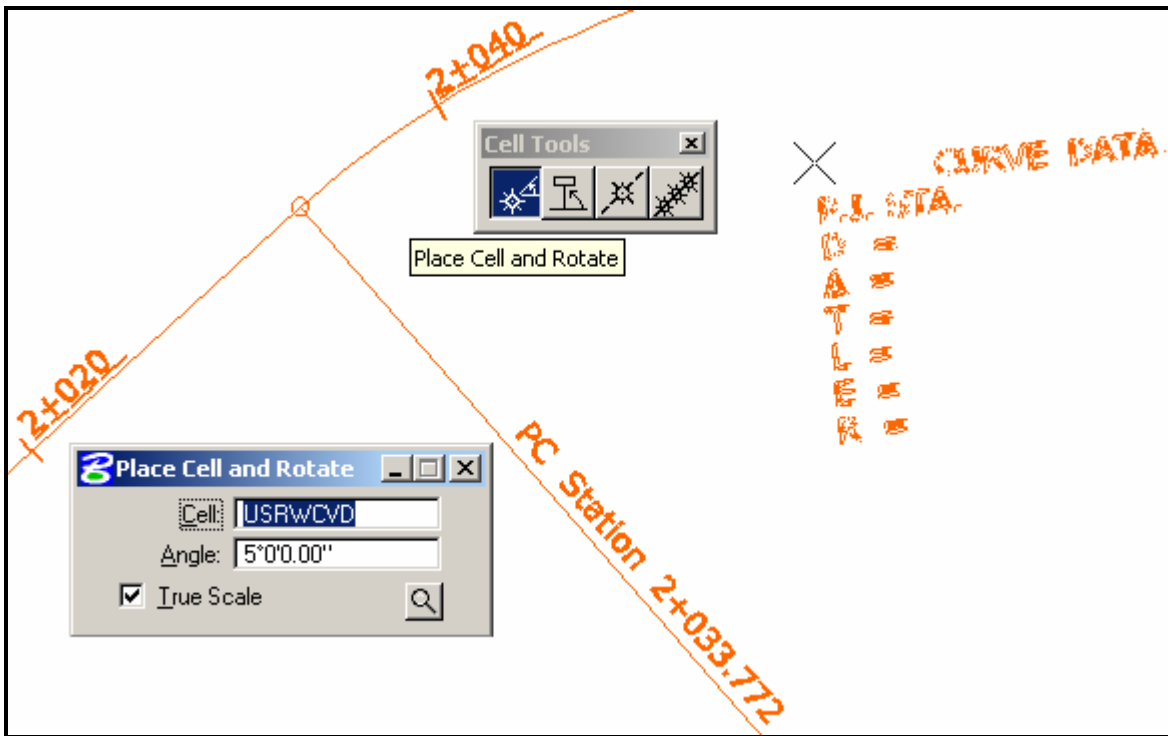 2+040
Cell Tools
CURVE DATA
P.I. STA.
D =
A =
T =
L =
E =
R =
Place Cell and Rotate
2+020
PC Station 2+033.772
Place Cell and Rotate
Cell: USRWCVD
Angle: 5°0'0.00"
True Scale